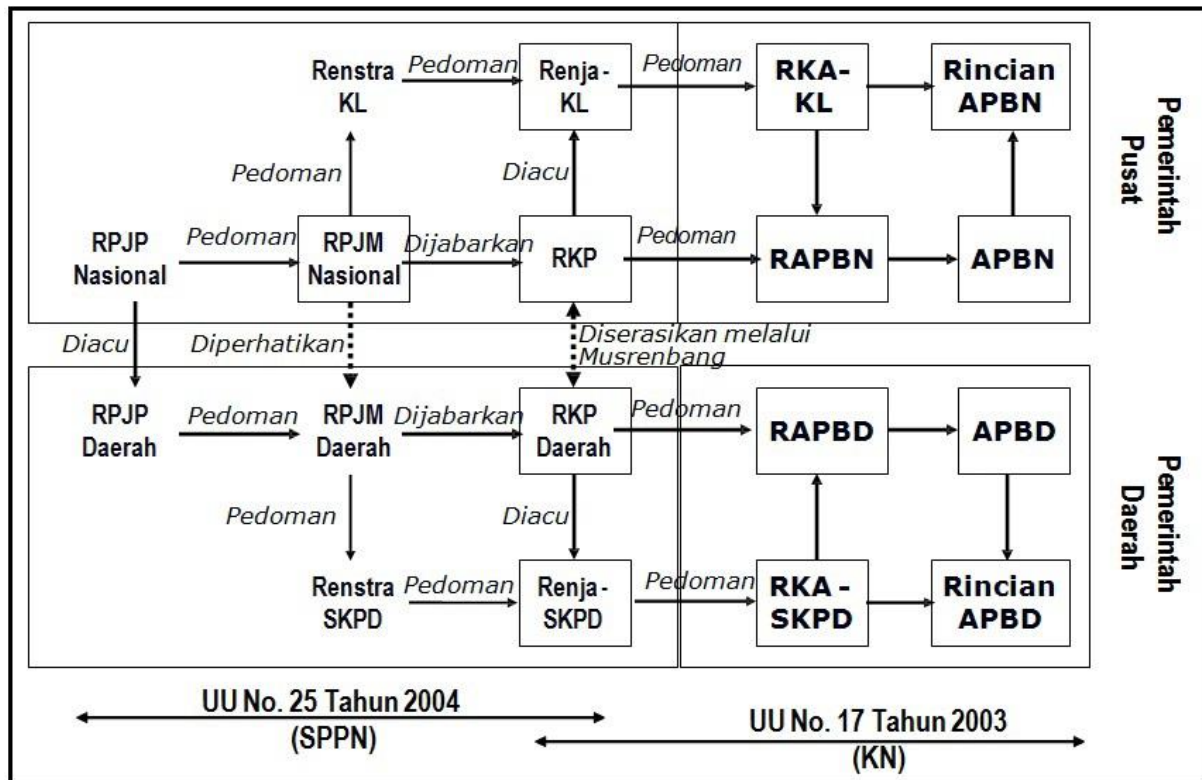 Renstra
KL
Pedoman
Renja -
KL
Pedoman
RKA-
KL
Rincian
APBN
Pemerintah
Pusat
Pedoman
Diacu
RPJP
Nasional
Pedoman
RPJM
Nasional
Dijabarkan
RKP
Pedoman
RAPBN
APBN
Diacu
Diperhatikan
Diserasikan melalui
Musrenbang
RPJP
Daerah
Pedoman
RPJM
Daerah
Dijabarkan
RKP
Daerah
Pedoman
RAPBD
APBD
Pemerintah
Daerah
Pedoman
Diacu
Renstra
SKPD
Pedoman
Renja -
SKPD
Pedoman
RKA -
SKPD
Rincian
APBD
UU No. 25 Tahun 2004
(SPPN)
UU No. 17 Tahun 2003
(KN)